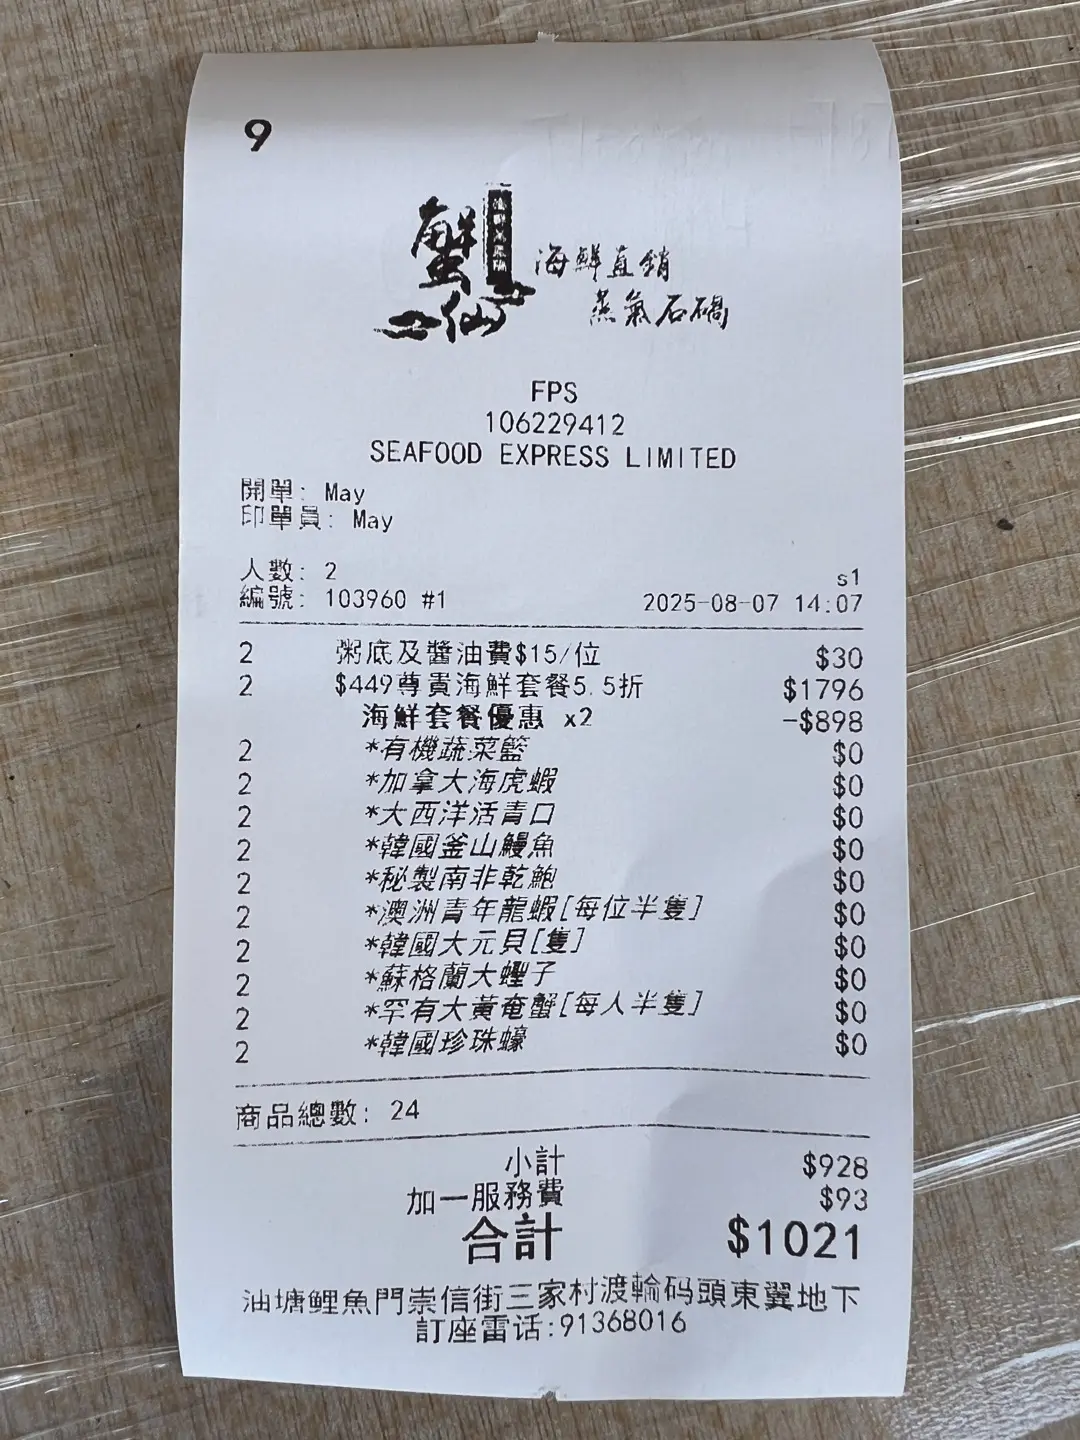 9
蟹仙
海鮮直銷
蒸氣石磆
FPS
106229412
SEAFOOD EXPRESS LIMITED
開單: May
印單員: May
人數: 2
s1
編號: 103960 #1 2025-08-07 14:07
2 粥底及醬油費$15/位 $30
2 $449尊貴海鮮套餐5.5折 $1796
海鮮套餐優惠 x2 -$898
2 *有機蔬菜籃 $0
2 *加拿大海虎蝦 $0
2 *大西洋活青口 $0
2 *韓國釜山鰻魚 $0
2 *秘製南非乾鮑 $0
2 *澳洲青年龍蝦[每位半隻] $0
2 *韓國大元貝[隻] $0
2 *蘇格蘭大蟶子 $0
2 *罕有大黃奄蟹[每人半隻] $0
2 *韓國珍珠蠔 $0
商品總數: 24
小計 $928
加一服務費 $93
合計 $1021
油塘鯉魚門崇信街三家村渡輪码頭東翼地下
訂座雷话:91368016